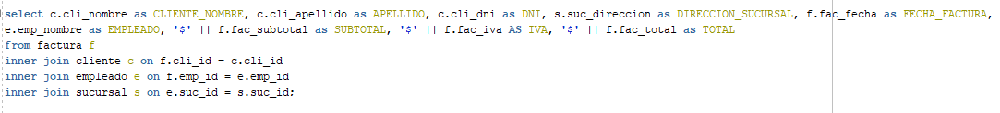 select c.cli_nombre as CLIENTE_NOMBRE, c.cli_apellido as APELLIDO, c.cli_dni as DNI, s.suc_direccion as DIRECCION_SUCURSAL, f.fac_fecha as FECHA_FACTURA,
e.emp_nombre as EMPLEADO, '$' || f.fac_subtotal as SUBTOTAL, '$' || f.fac_iva AS IVA, '$' || f.fac_total as TOTAL
from factura f
inner join cliente c on f.cli_id = c.cli_id
inner join empleado e on f.emp_id = e.emp_id
inner join sucursal s on e.suc_id = s.suc_id;